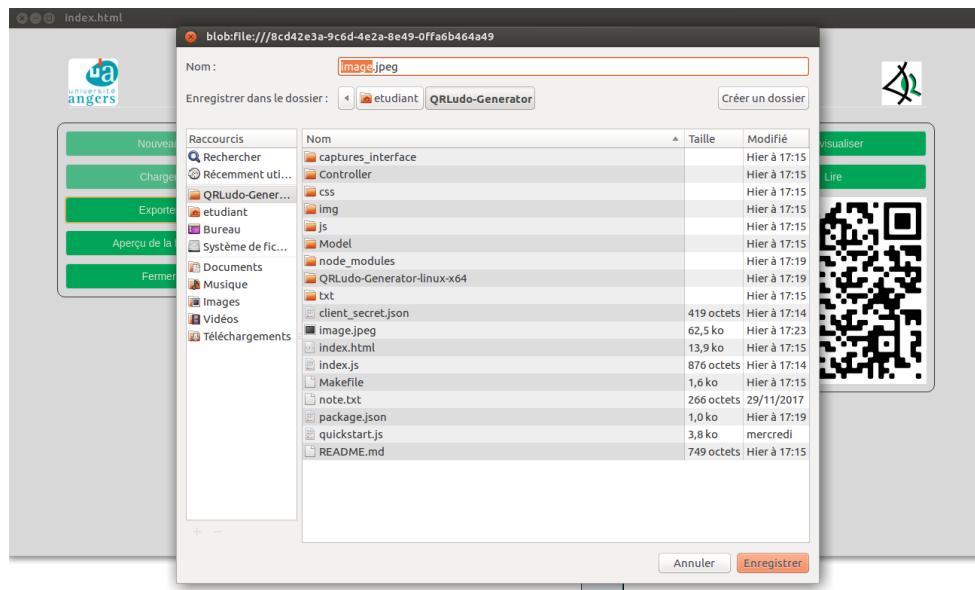 Index.html
blob:file:///8cd42e3a-9c6d-4e2a-8e49-0ffa6b464a49
Nom :
image.jpeg
ua
université
angers
Enregistrer dans le dossier :
etudiant
QRLudo-Generator
Créer un dossier
Nouveau
Charge
Exporte
Aperçu de la
Fermer
Raccourcis
Rechercher
Récemment uti...
QRLudo-Gener...
etudiant
Bureau
Système de fic...
Documents
Musique
Images
Vidéos
Téléchargements
Nom Taille Modifié
captures_interface Hier à 17:15
Controller Hier à 17:15
css Hier à 17:15
img Hier à 17:15
js Hier à 17:15
Model Hier à 17:15
node_modules Hier à 17:19
QRLudo-Generator-linux-x64 Hier à 17:19
txt Hier à 17:15
client_secret.json 419 octets Hier à 17:14
image.jpeg 62,5 ko Hier à 17:23
index.html 13,9 ko Hier à 17:15
index.js 876 octets Hier à 17:14
Makefile 1,6 ko Hier à 17:15
note.txt 266 octets 29/11/2017
package.json 1,0 ko Hier à 17:19
quickstart.js 3,8 ko mercredi
README.md 749 octets Hier à 17:15
visualiser
Lire
Annuler
Enregistrer